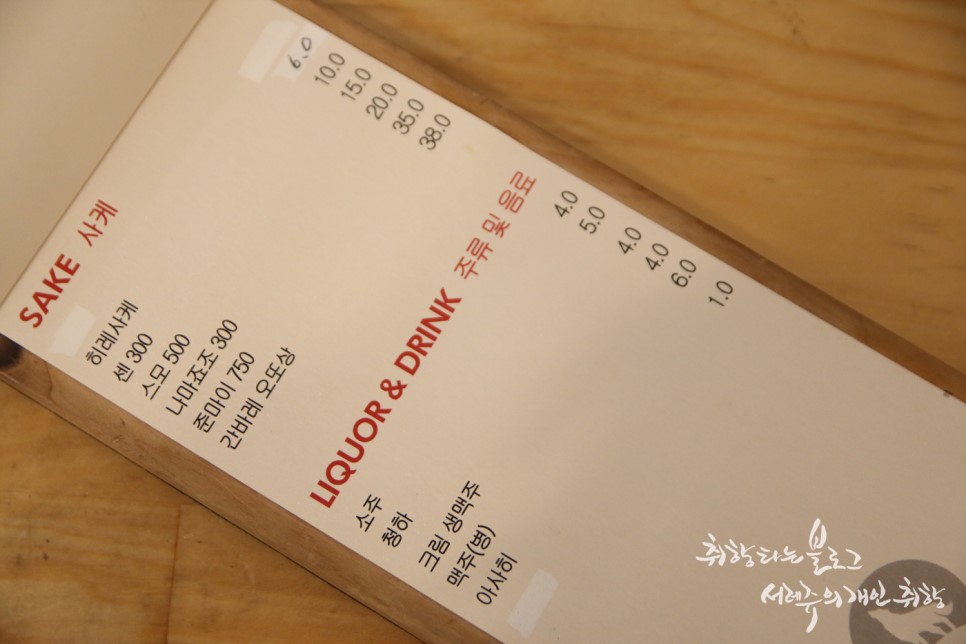 SAKE 사케
히레사케 6.0
센 300 10.0
스모 500 15.0
나마죠조 300 20.0
준마이 750 35.0
간바레 오또상 38.0
LIQUOR & DRINK 주류 및 음료
소주 4.0
청하 5.0
크림 생맥주 4.0
맥주(병) 4.0
아사히 6.0
1.0
취향타는 블로그
서레쥬의 개인 취향